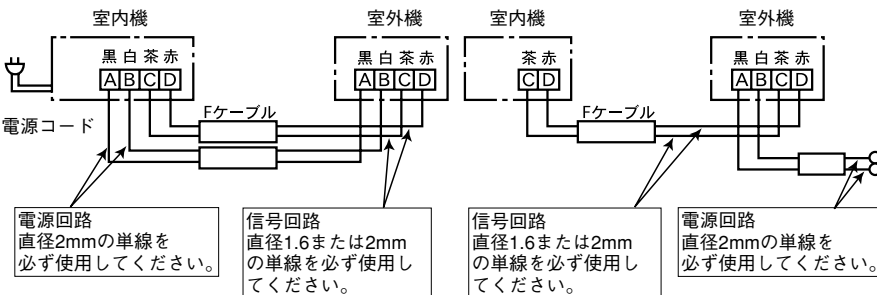 室内機
室外機
黒 白 茶 赤
A B C D
黒 白 茶 赤
A B C D
Fケーブル
電源コード
電源回路
直径2mmの単線を
必ず使用してください。
信号回路
直径1.6または2mm
の単線を必ず使用し
てください。
室内機
室外機
茶 赤
C D
黒 白 茶 赤
A B C D
Fケーブル
信号回路
直径1.6または2mm
の単線を必ず使用し
てください。
電源回路
直径2mmの単線を
必ず使用してください。